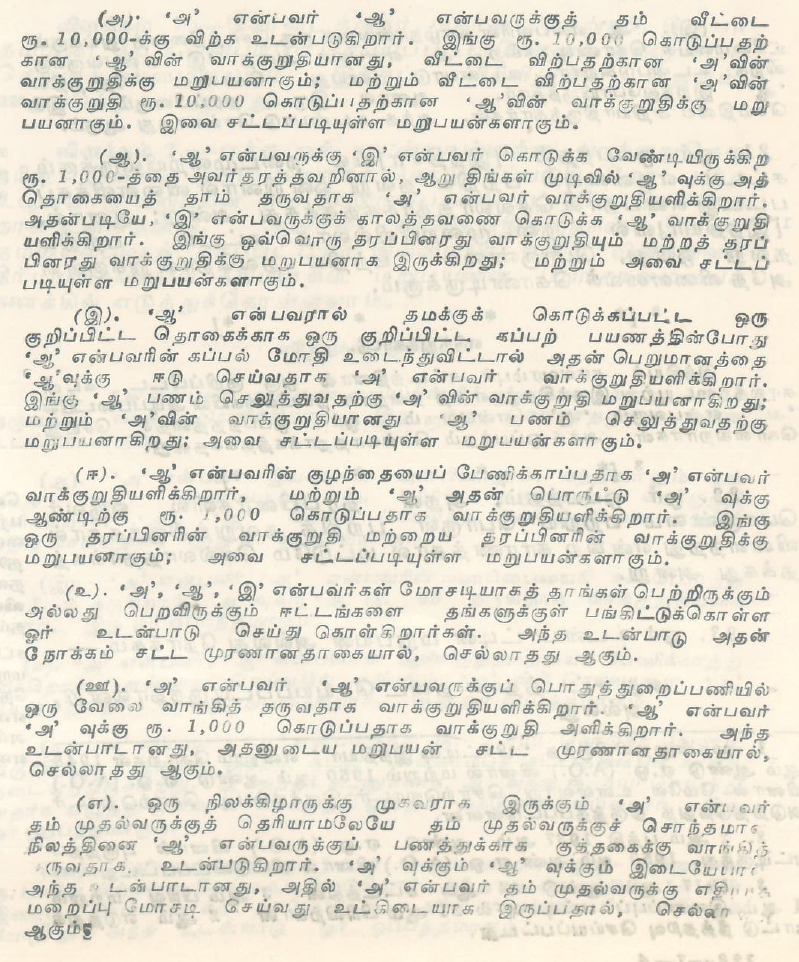 (அ). ‘அ’ என்பவர் ‘ஆ’ என்பவருக்குத் தம் வீட்டை
ரூ. 10,000-க்கு விற்க உடன்படுகிறார். இங்கு ரூ. 10,000 கொடுப்பதற்
கான ‘ஆ’வின் வாக்குறுதியானது, வீட்டை விற்பதற்கான ‘அ’வின்
வாக்குறுதிக்கு மறுபயனாகும்; மற்றும் வீட்டை விற்பதற்கான ‘அ’வின்
வாக்குறுதி ரூ. 10,000 கொடுப்பதற்கான ‘ஆ’வின் வாக்குறுதிக்கு மறு
பயனாகும். இவை சட்டப்படியுள்ள மறுபயன்களாகும்.
(ஆ). ‘ஆ’ என்பவருக்கு ‘இ’ என்பவர் கொடுக்க வேண்டியிருக்கிற
ரூ. 1,000-த்தை அவர்தரத்தவறினால், ஆறு திங்கள் முடிவில் ‘ஆ’ வுக்கு அத்
தொகையைத் தாம் தருவதாக ‘அ’ என்பவர் வாக்குறுதியளிக்கிறார்.
அதன்படியே, ‘இ’ என்பவருக்குக் காலத்தவணை கொடுக்க ‘ஆ’ வாக்குறுதி
யளிக்கிறார். இங்கு ஒவ்வொரு தரப்பினரது வாக்குறுதியும் மற்றத் தரப்
பினரது வாக்குறுதிக்கு மறுபயனாக இருக்கிறது; மற்றும் அவை சட்டப்
படியுள்ள மறுபயன்களாகும்.
(இ). ‘ஆ’ என்பவரால் தமக்குக் கொடுக்கப்பட்ட ஒரு
குறிப்பிட்ட தொகைக்காக ஒரு குறிப்பிட்ட கப்பற் பயணத்தின்போது
‘ஆ’ என்பவரின் கப்பல் மோதி உடைந்துவிட்டால் அதன் பெறுமானத்தை
‘ஆ’வுக்கு ஈடு செய்வதாக ‘அ’ என்பவர் வாக்குறுதியளிக்கிறார்.
இங்கு ‘ஆ’ பணம் செலுத்துவதற்கு ‘அ’ வின் வாக்குறுதி மறுபயனாகிறது;
மற்றும் ‘அ’வின் வாக்குறுதியானது ‘ஆ’ பணம் செலுத்துவதற்கு
மறுபயனாகிறது; அவை சட்டப்படியுள்ள மறுபயன்களாகும்.
(ஈ). ‘ஆ’ என்பவரின் குழந்தையைப் பேணிக்காப்பதாக ‘அ’ என்பவர்
வாக்குறுதியளிக்கிறார், மற்றும் ‘ஆ’ அதன் பொருட்டு ‘அ’ வுக்கு
ஆண்டிற்கு ரூ. 1,000 கொடுப்பதாக வாக்குறுதியளிக்கிறார். இங்கு
ஒரு தரப்பினரின் வாக்குறுதி மற்றைய தரப்பினரின் வாக்குறுதிக்கு
மறுபயனாகும்; அவை சட்டப்படியுள்ள மறுபயன்களாகும்.
(உ). ‘அ’, ‘ஆ’, ‘இ’ என்பவர்கள் மோசடியாகத் தாங்கள் பெற்றிருக்கும்
அல்லது பெறவிருக்கும் ஈட்டங்களை தங்களுக்குள் பங்கிட்டுக்கொள்ள
ஓர் உடன்பாடு செய்து கொள்கிறார்கள். அந்த உடன்பாடு அதன்
நோக்கம் சட்ட முரணானதாகையால், செல்லாதது ஆகும்.
(ஊ). ‘அ’ என்பவர் ‘ஆ’ என்பவருக்குப் பொதுத்துறைப்பணியில்
ஒரு வேலை வாங்கித் தருவதாக வாக்குறுதியளிக்கிறார். ‘ஆ’ என்பவர்
‘அ’ வுக்கு ரூ. 1,000 கொடுப்பதாக வாக்குறுதி அளிக்கிறார். அந்த
உடன்பாடானது, அதனுடைய மறுபயன் சட்ட முரணானதாகையால்,
செல்லாதது ஆகும்.
(எ). ஒரு நிலக்கிழாருக்கு முகவராக இருக்கும் ‘அ’ என்பவர்
தம் முதல்வருக்குத் தெரியாமலேயே தம் முதல்வருக்குச் சொந்தமான
நிலத்தினை ‘ஆ’ என்பவருக்குப் பணத்துக்காக குத்தகைக்கு வாங்கித்
தருவதாக உடன்படுகிறார். ‘அ’ வுக்கும் ‘ஆ’ வுக்கும் இடையேயான
அந்த உடன்பாடானது, அதில் ‘அ’ என்பவர் தம் முதல்வருக்கு
மறைப்பு மோசடி செய்வது உட்கிடையாக இருப்பதால்,
ஆகும்.